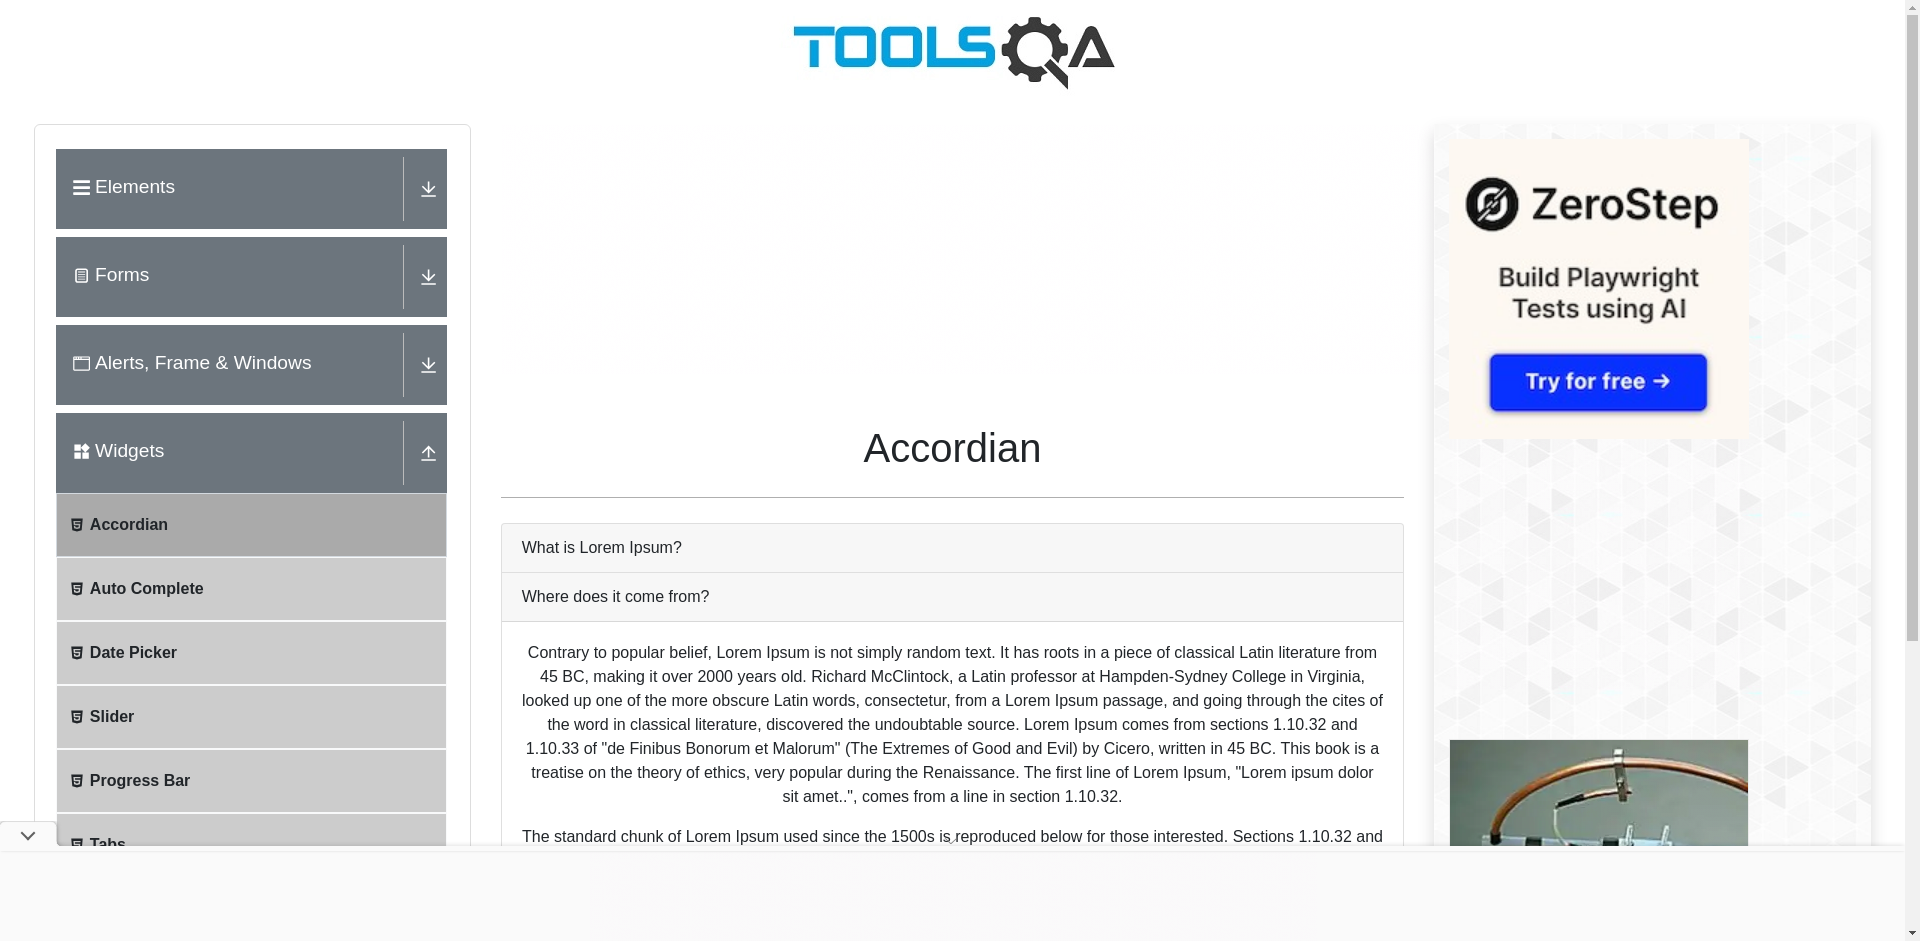 TOOLSQA
Elements
Forms
Alerts, Frame & Windows
Widgets
Accordian
Auto Complete
Date Picker
Slider
Progress Bar
Tabs
Accordian
What is Lorem Ipsum?
Where does it come from?
Contrary to popular belief, Lorem Ipsum is not simply random text. It has roots in a piece of classical Latin literature from
45 BC, making it over 2000 years old. Richard McClintock, a Latin professor at Hampden-Sydney College in Virginia,
looked up one of the more obscure Latin words, consectetur, from a Lorem Ipsum passage, and going through the cites of
the word in classical literature, discovered the undoubtable source. Lorem Ipsum comes from sections 1.10.32 and
1.10.33 of "de Finibus Bonorum et Malorum" (The Extremes of Good and Evil) by Cicero, written in 45 BC. This book is a
treatise on the theory of ethics, very popular during the Renaissance. The first line of Lorem Ipsum, "Lorem ipsum dolor
sit amet..", comes from a line in section 1.10.32.
The standard chunk of Lorem Ipsum used since the 1500s is reproduced below for those interested. Sections 1.10.32 and
ZeroStep
Build Playwright
Tests using AI
Try for free →